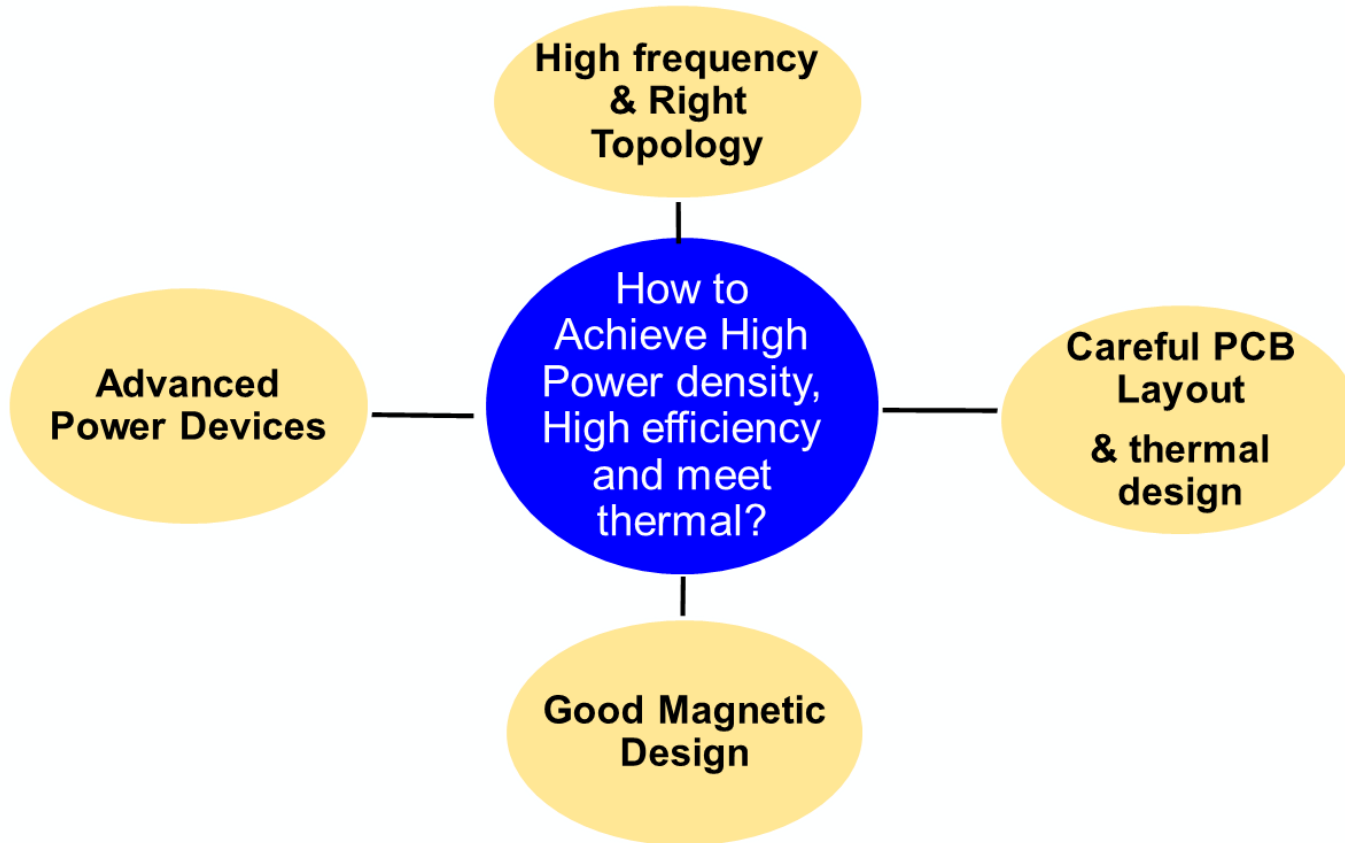 High frequency
& Right
Topology
How to
Achieve High
Power density,
High efficiency
and meet
thermal?
Advanced
Power Devices
Careful PCB
Layout
& thermal
design
Good Magnetic
Design